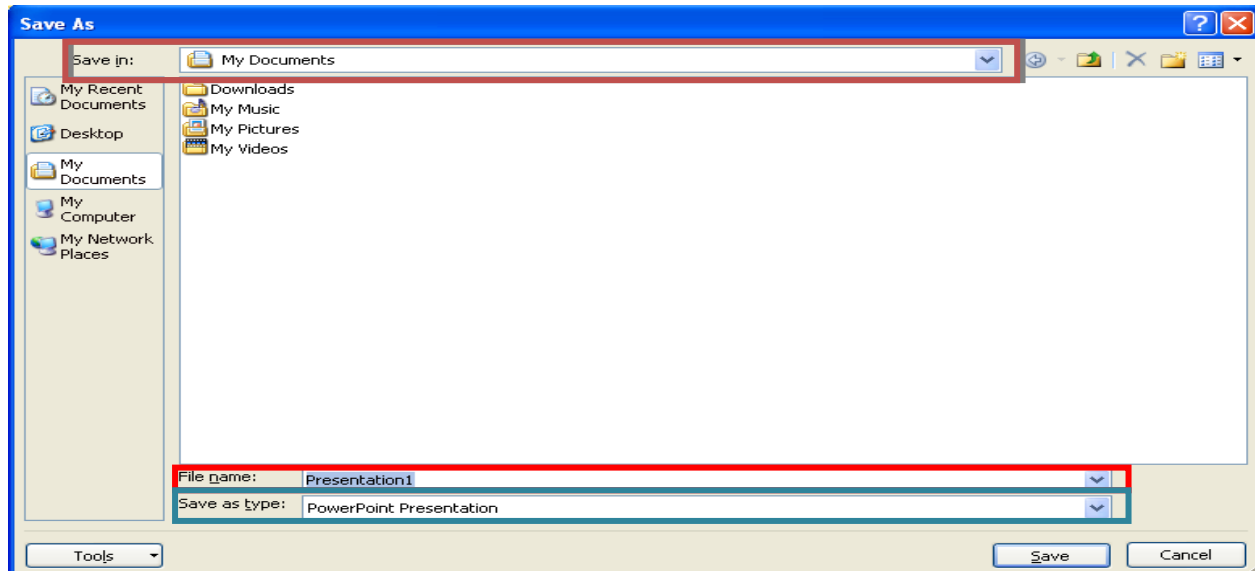 Save As
Save in:
My Documents
My Recent
Documents
Desktop
My
Documents
My
Computer
My Network
Places
Downloads
My Music
My Pictures
My Videos
File name:
Presentation1
Save as type:
PowerPoint Presentation
Tools
Save
Cancel